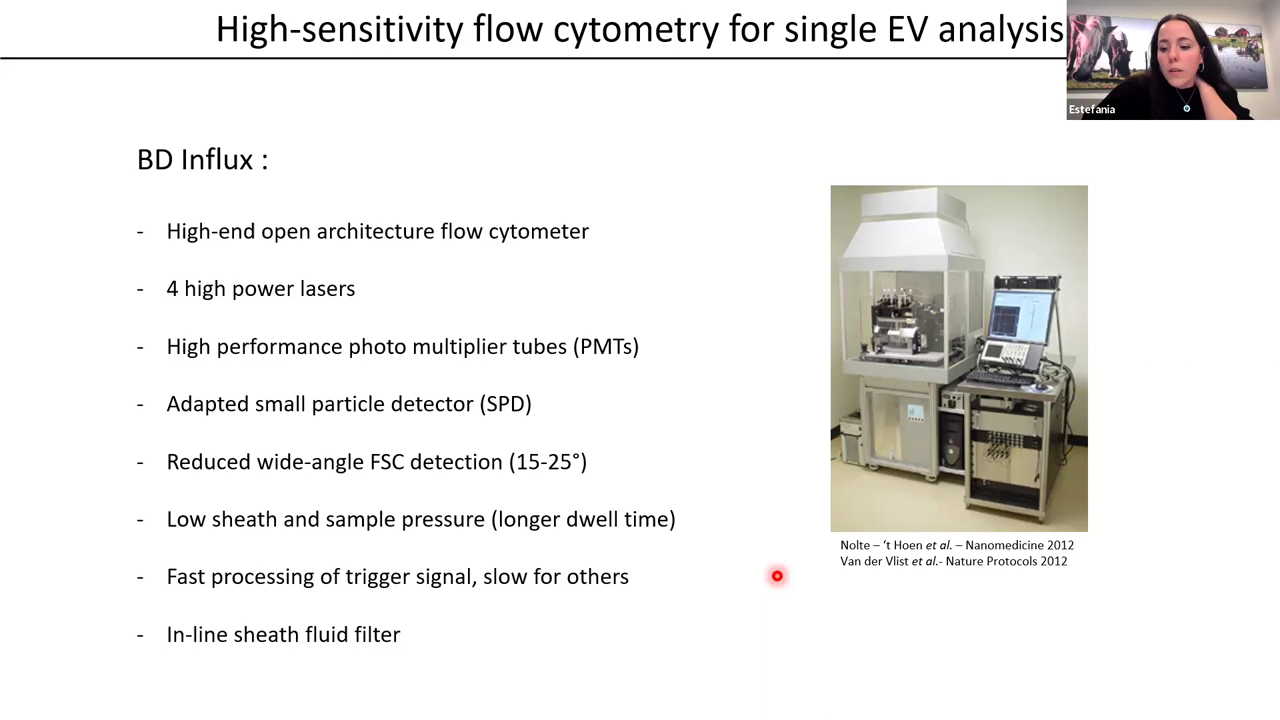 High-sensitivity flow cytometry for single EV analysis
Estefania
BD Influx :
- High-end open architecture flow cytometer
- 4 high power lasers
- High performance photo multiplier tubes (PMTs)
- Adapted small particle detector (SPD)
- Reduced wide-angle FSC detection (15-25°)
- Low sheath and sample pressure (longer dwell time)
- Fast processing of trigger signal, slow for others
- In-line sheath fluid filter
Nolte – ‘t Hoen et al. – Nanomedicine 2012
Van der Vlist et al.- Nature Protocols 2012